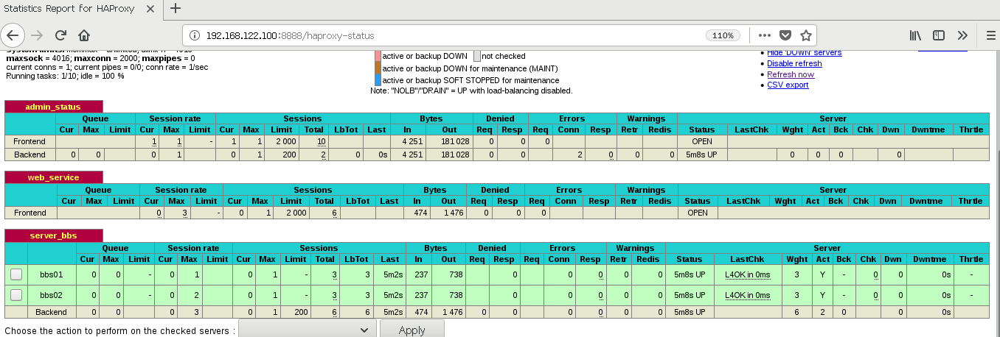 Statistics Report for HAProxy × +
192.168.122.100:8888/haproxy-status 110%
maxsock = 4016; maxconn = 2000; maxpipes = 0
current conns = 1; current pipes = 0/0; conn rate = 1/sec
Running tasks: 1/10; idle = 100 %
active or backup DOWN not checked
active or backup DOWN for maintenance (MAINT)
active or backup SOFT STOPPED for maintenance
Note: "NOLB"/"DRAIN" = UP with load-balancing disabled.
• Hide 'DOWN' servers
• Disable refresh
• Refresh now
• CSV export
admin_status
Queue Session rate Sessions Bytes Denied Errors Warnings Server
Cur Max Limit Cur Max Limit Cur Max Limit Total LbTot Last In Out Req Resp Req Conn Resp Retr Redis Status LastChk Wght Act Bck Chk Dwn Dwntme Thrtle
Frontend 1 1 - 1 1 2 000 10 4 251 181 028 0 0 0 OPEN
Backend 0 0 0 1 0 1 200 2 0 0s 4 251 181 028 0 0 2 0 0 0 5m8s UP 0 0 0 0
web_service
Queue Session rate Sessions Bytes Denied Errors Warnings Server
Cur Max Limit Cur Max Limit Cur Max Limit Total LbTot Last In Out Req Resp Req Conn Resp Retr Redis Status LastChk Wght Act Bck Chk Dwn Dwntme Thrtle
Frontend 0 3 - 0 1 2 000 6 474 1 476 0 0 0 OPEN
server_bbs
Queue Session rate Sessions Bytes Denied Errors Warnings Server
Cur Max Limit Cur Max Limit Cur Max Limit Total LbTot Last In Out Req Resp Req Conn Resp Retr Redis Status LastChk Wght Act Bck Chk Dwn Dwntme Thrtle
bbs01 0 0 - 0 1 0 1 - 3 3 5m2s 237 738 0 0 0 0 0 5m8s UP L4OK in 0ms 3 Y - 0 0 0s -
bbs02 0 0 - 0 2 0 1 - 3 3 5m2s 237 738 0 0 0 0 0 5m8s UP L4OK in 0ms 3 Y - 0 0 0s -
Backend 0 0 0 3 0 1 200 6 6 5m2s 474 1 476 0 0 0 0 0 0 5m8s UP 6 2 0 0 0s
Choose the action to perform on the checked servers : Apply